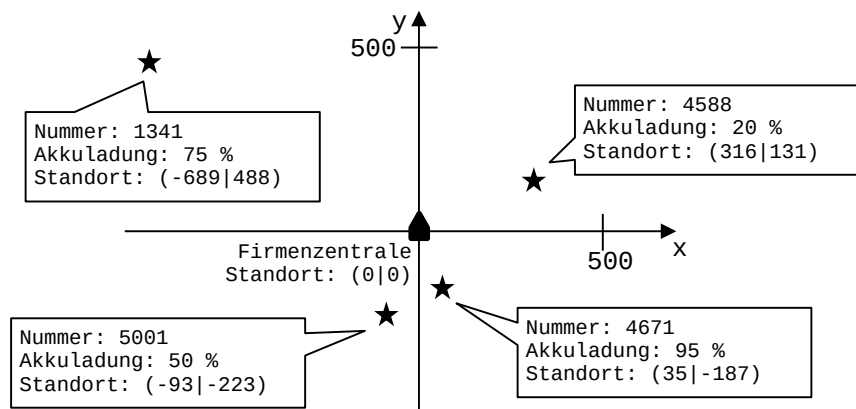 y
500
Nummer: 1341
Akkuladung: 75 %
Standort: (-689|488)
Nummer: 4588
Akkuladung: 20 %
Standort: (316|131)
Firmenzentrale
Standort: (0|0)
500
x
Nummer: 5001
Akkuladung: 50 %
Standort: (-93|-223)
Nummer: 4671
Akkuladung: 95 %
Standort: (35|-187)